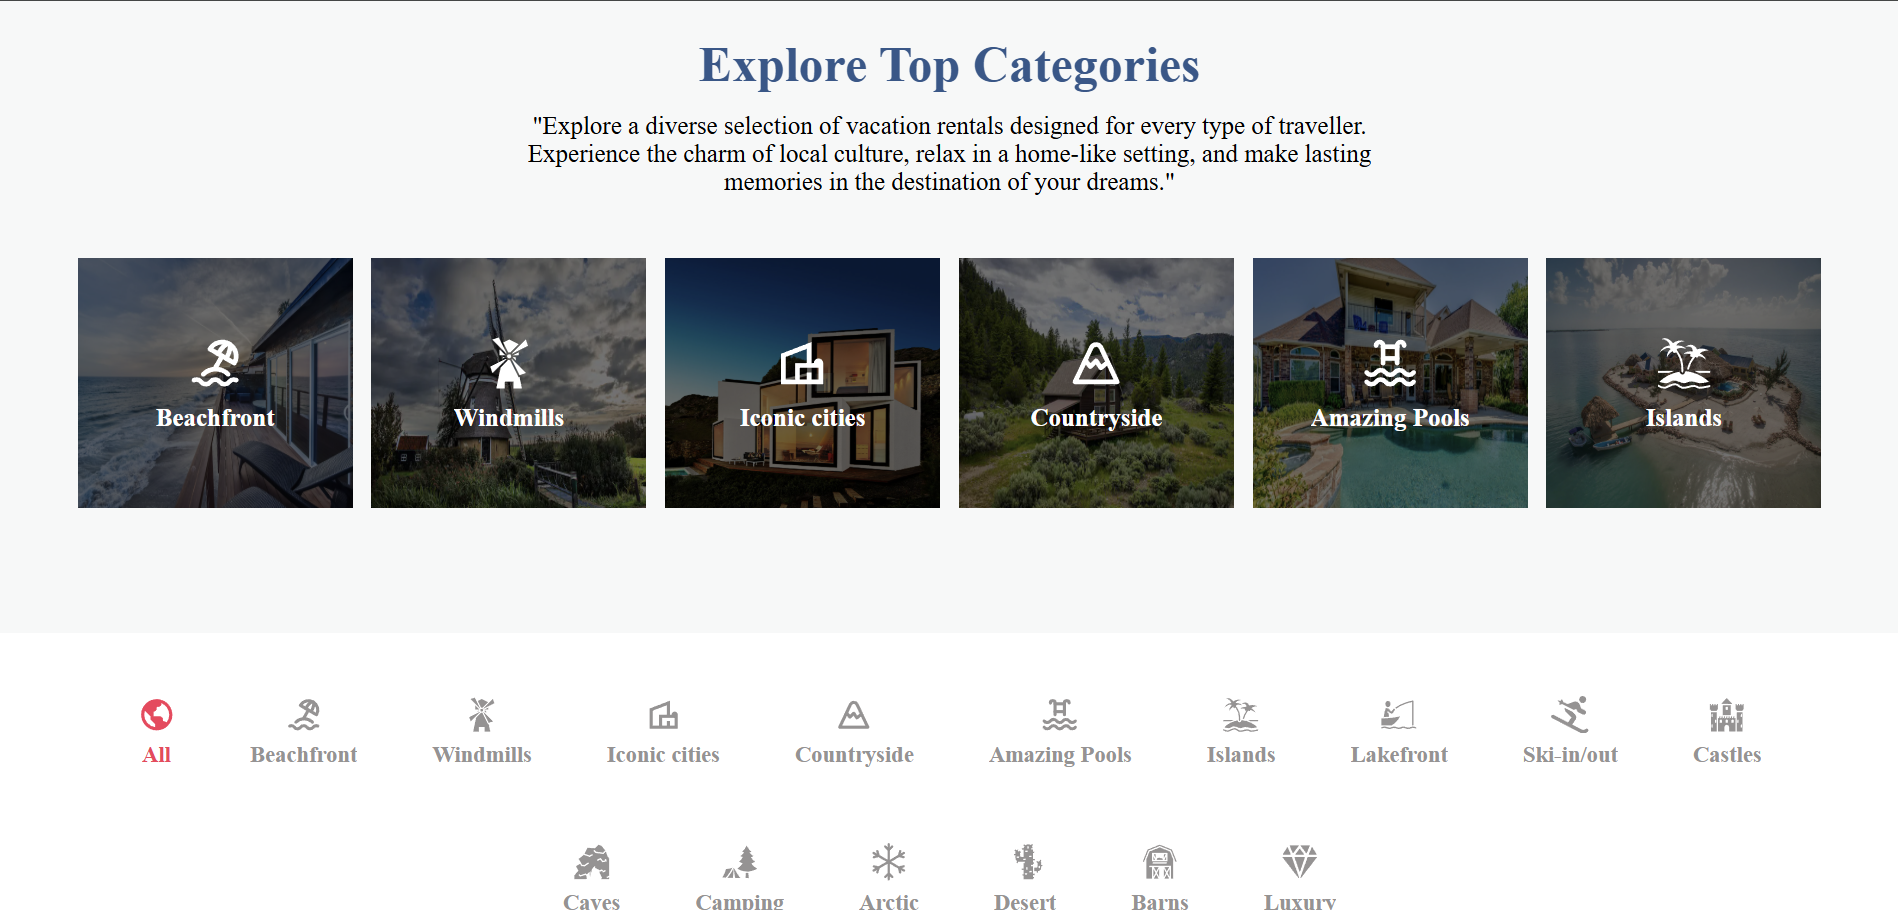 Explore Top Categories
"Explore a diverse selection of vacation rentals designed for every type of traveller.
Experience the charm of local culture, relax in a home-like setting, and make lasting
memories in the destination of your dreams."
Beachfront
Windmills
Iconic cities
Countryside
Amazing Pools
Islands
All
Beachfront
Windmills
Iconic cities
Countryside
Amazing Pools
Islands
Lakefront
Ski-in/out
Castles
Caves
Camping
Arctic
Desert
Barns
Luxury